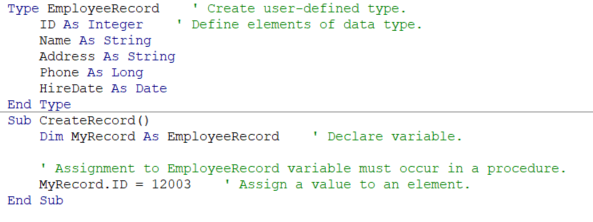 Type EmployeeRecord    ' Create user-defined type.
    ID As Integer    ' Define elements of data type.
    Name As String
    Address As String
    Phone As Long
    HireDate As Date
End Type
Sub CreateRecord()
    Dim MyRecord As EmployeeRecord    ' Declare variable.
    ' Assignment to EmployeeRecord variable must occur in a procedure.
    MyRecord.ID = 12003    ' Assign a value to an element.
End Sub